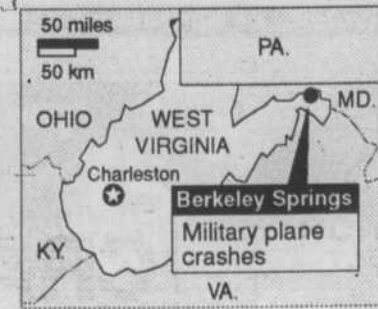 50 miles
50 km
PA.
OHIO
WEST
VIRGINIA
MD.
Charleston
Berkeley Springs
Military plane
crashes
KY.
VA.